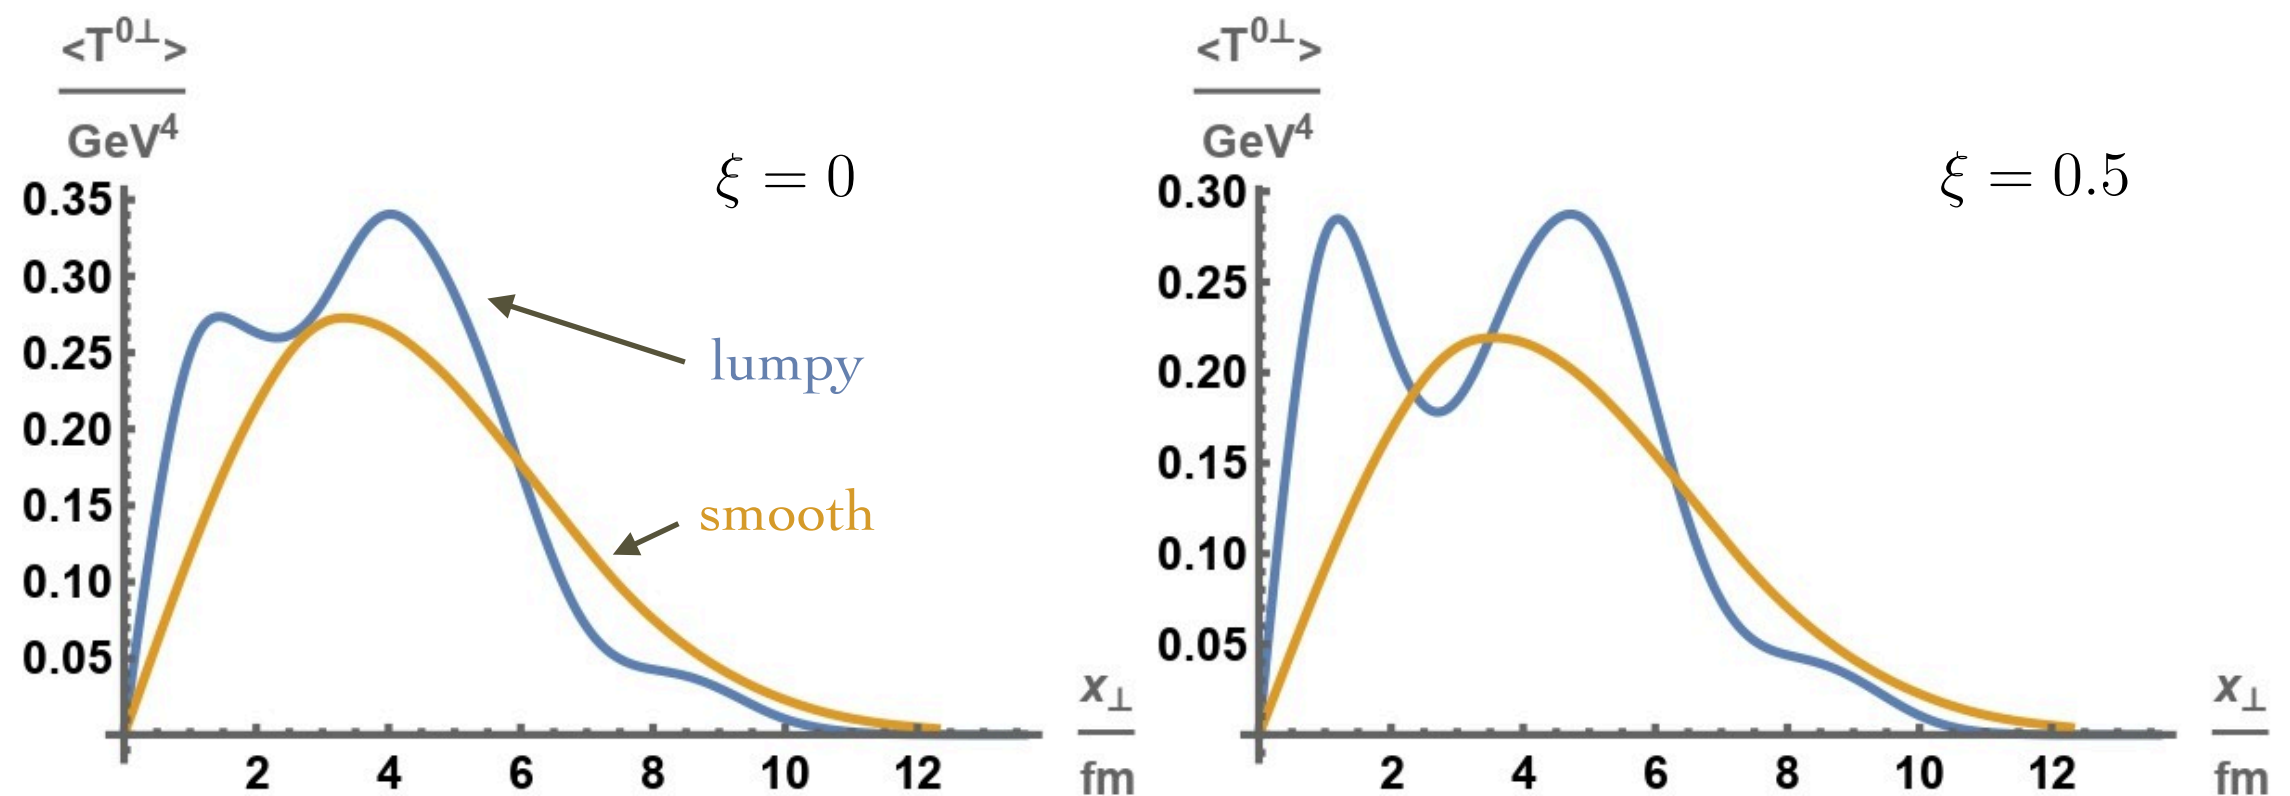 <T⁰⊥>
GeV⁴
ξ = 0
0.35
0.30
0.25
0.20
0.15
0.10
0.05
lumpy
smooth
2 4 6 8 10 12
x⊥
fm
<T⁰⊥>
GeV⁴
ξ = 0.5
0.30
0.25
0.20
0.15
0.10
0.05
2 4 6 8 10 12
x⊥
fm